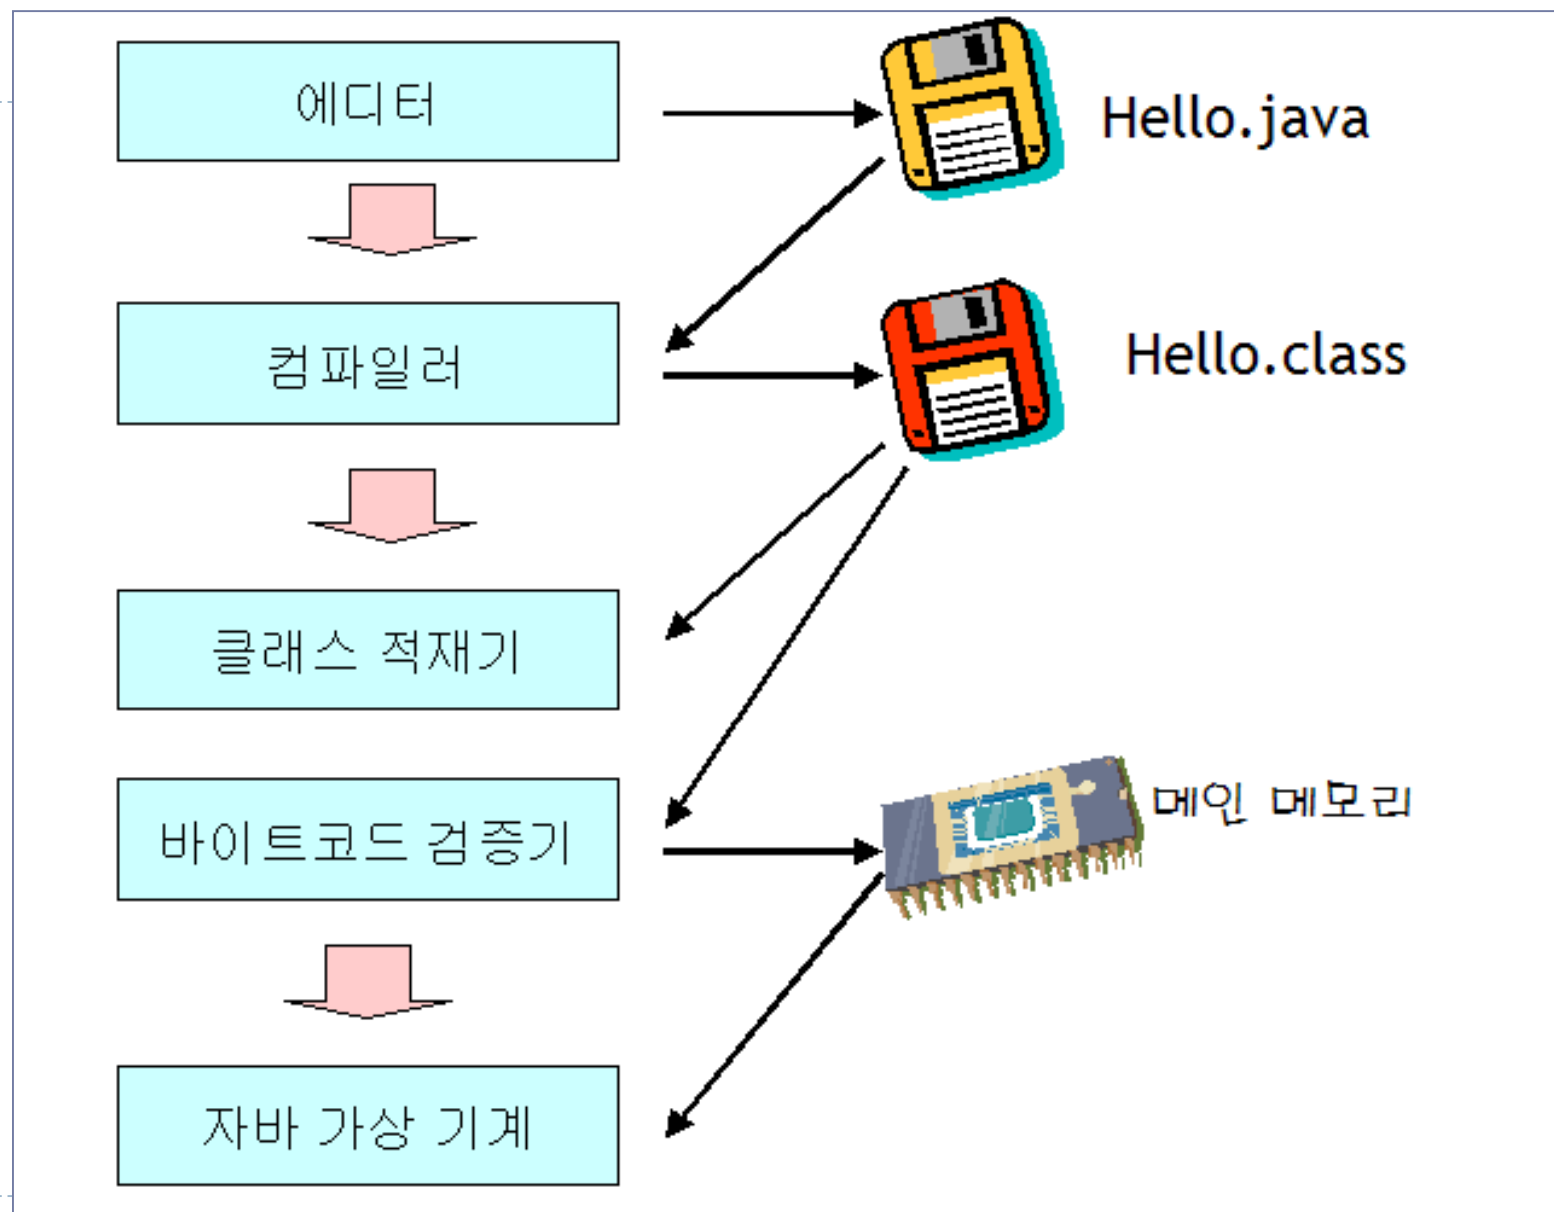 에디터
Hello.java
컴파일러
Hello.class
클래스 적재기
바이트코드 검증기
메인 메모리
자바 가상 기계